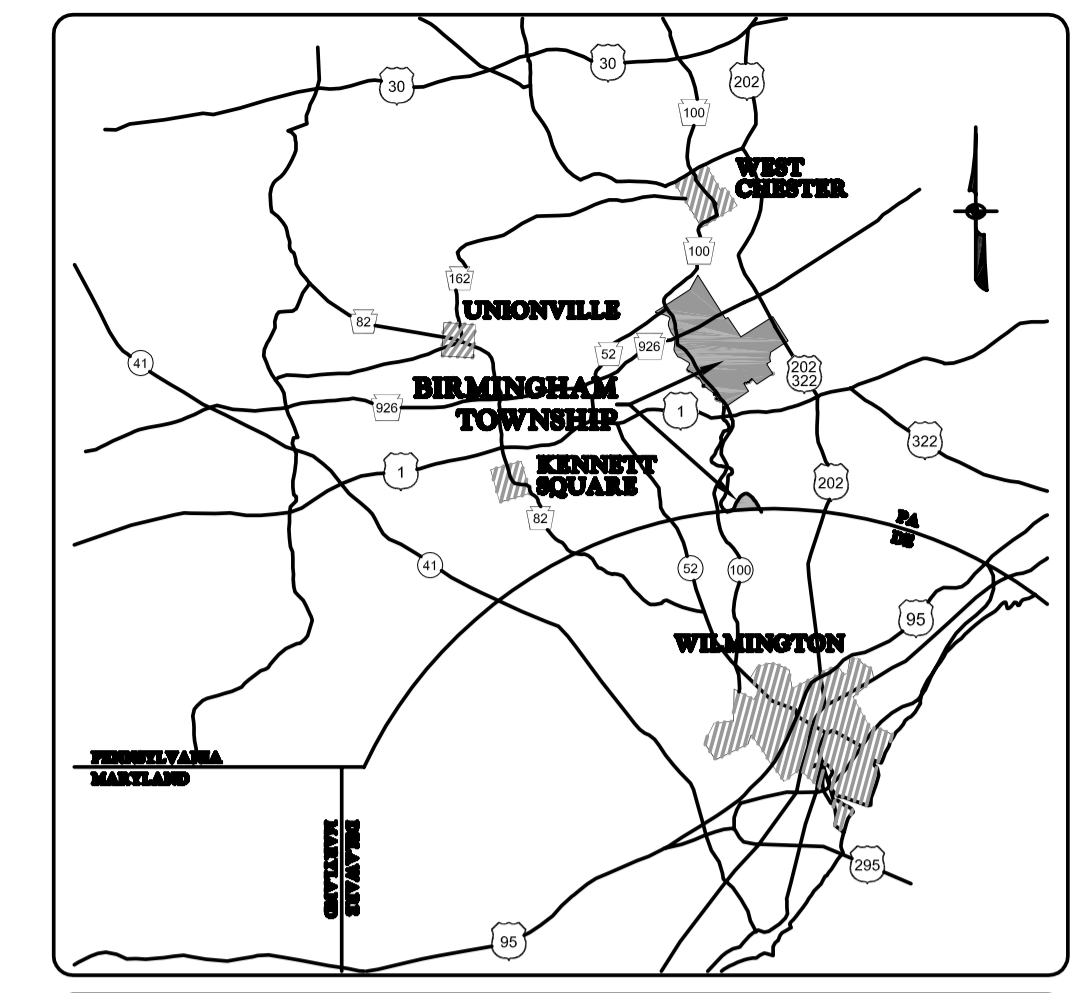 30
30
202
100
WEST
CHESTER
100
162
UNIONVILLE
82
52
926
41
202
322
BIRMINGHAM
TOWNSHIP
926
1
322
1
KENNETT
SQUARE
202
82
PA
DE
41
52
100
95
WILMINGTON
PENNSYLVANIA
MARYLAND
DELAWARE
MARYLAND
295
95